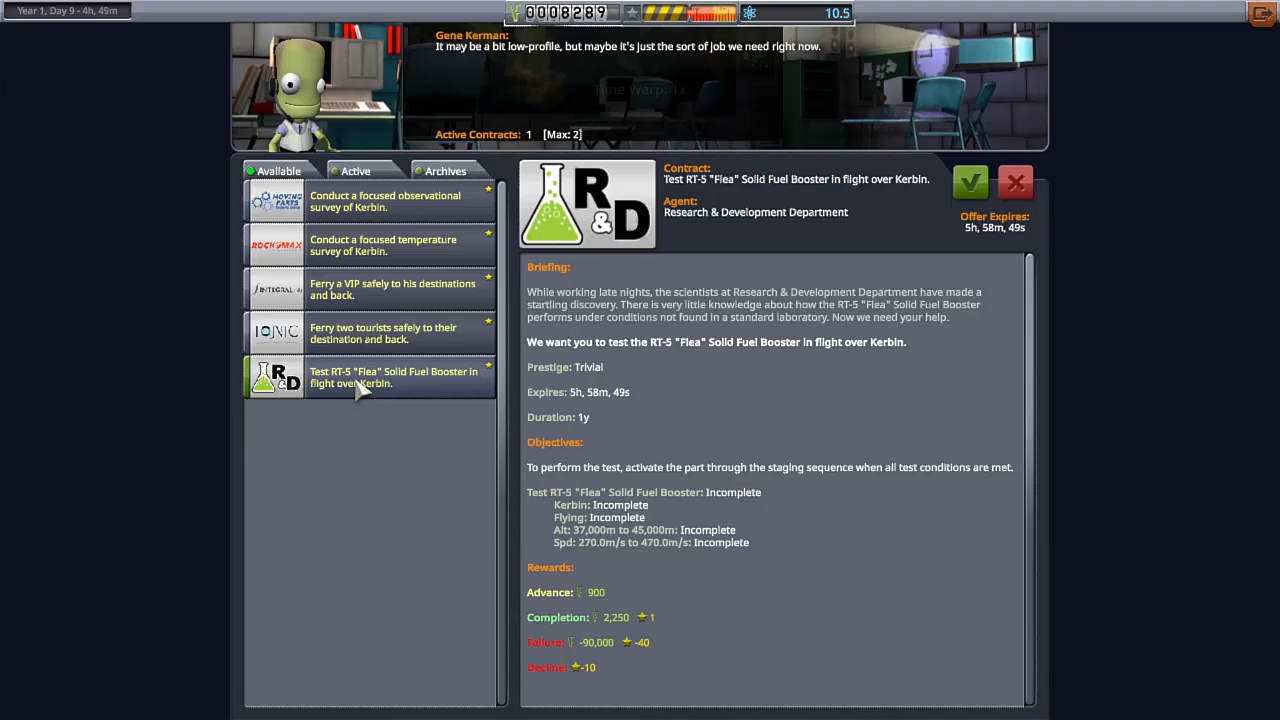 Year 1, Day 9 - 4h, 49m
0008289
10.5
Gene Kerman:
It may be a bit low-profile, but maybe it's just the sort of job we need right now.
Time Warp: 1x
Active Contracts: 1 [Max: 2]
Available
Active
Archives
MOVING PARTS
Conduct a focused observational
survey of Kerbin.
ROCKOMAX
Conduct a focused temperature
survey of Kerbin.
INTEGRAL
Ferry a VIP safely to his destinations
and back.
IONIC
Ferry two tourists safely to their
destination and back.
R&D
Test RT-5 "Flea" Solid Fuel Booster in
flight over Kerbin.
R&D
Contract:
Test RT-5 "Flea" Solid Fuel Booster in flight over Kerbin.
Agent:
Research & Development Department
Offer Expires:
5h, 58m, 49s
Briefing:
While working late nights, the scientists at Research & Development Department have made a
startling discovery. There is very little knowledge about how the RT-5 "Flea" Solid Fuel Booster
performs under conditions not found in a standard laboratory. Now we need your help.
We want you to test the RT-5 "Flea" Solid Fuel Booster in flight over Kerbin.
Prestige: Trivial
Expires: 5h, 58m, 49s
Duration: 1y
Objectives:
To perform the test, activate the part through the staging sequence when all test conditions are met.
Test RT-5 "Flea" Solid Fuel Booster: Incomplete
Kerbin: Incomplete
Flying: Incomplete
Alt: 37,000m to 45,000m: Incomplete
Spd: 270.0m/s to 470.0m/s: Incomplete
Rewards:
Advance: 900
Completion: 2,250 1
Failure: -90,000 -40
Decline: -10